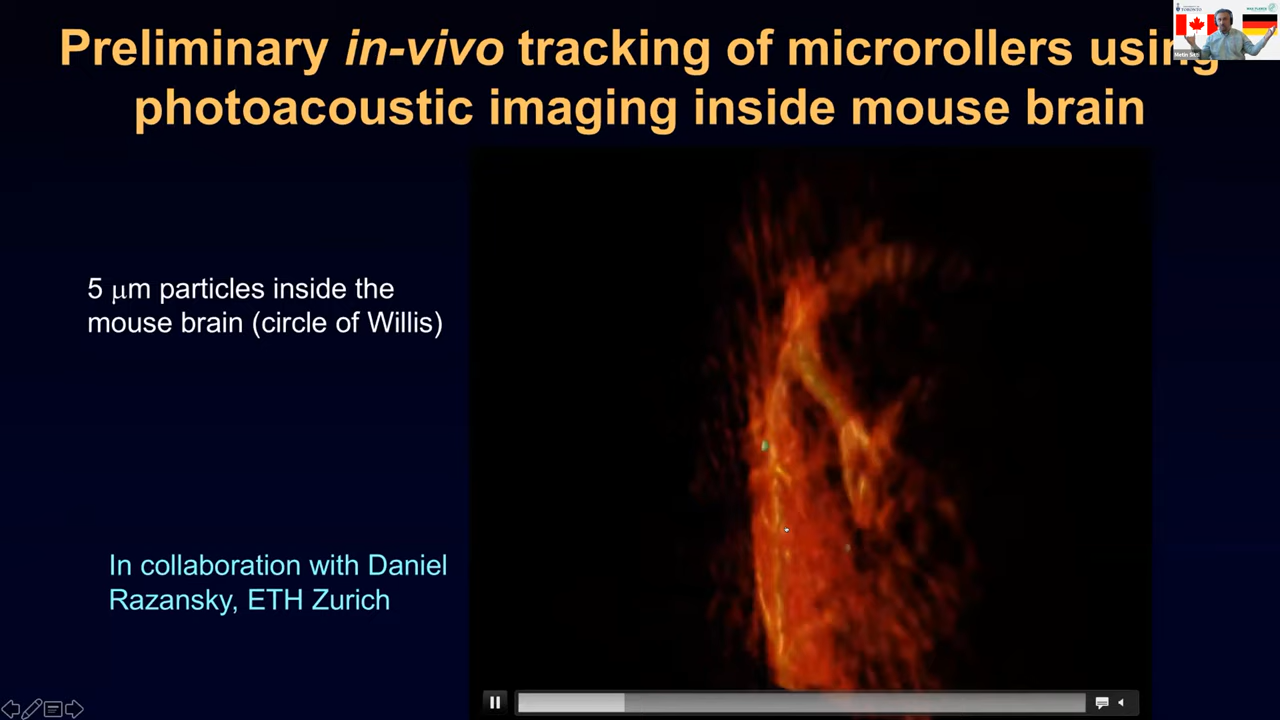 Preliminary in-vivo tracking of microrollers using
photoacoustic imaging inside mouse brain
5 μm particles inside the
mouse brain (circle of Willis)
In collaboration with Daniel
Razansky, ETH Zurich